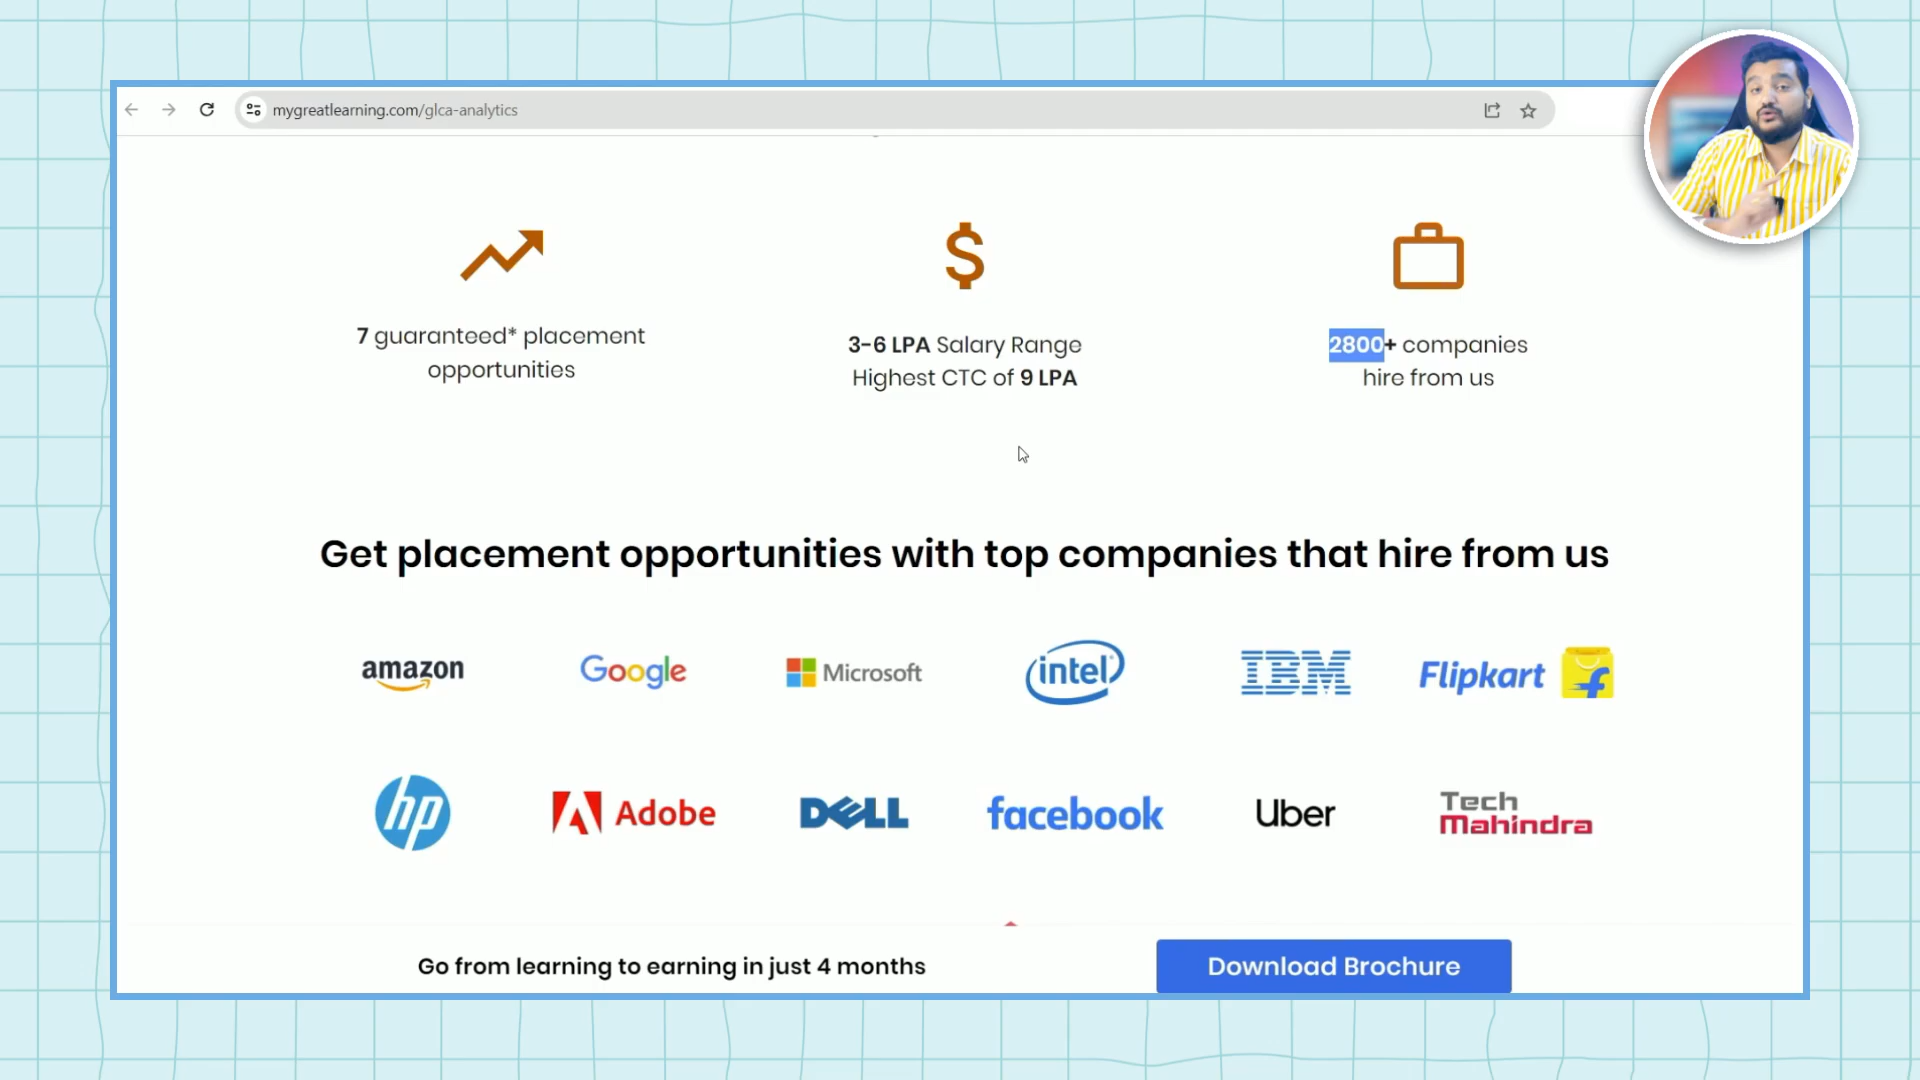 mygreatlearning.com/glca-analytics
7 guaranteed* placement
opportunities
3-6 LPA Salary Range
Highest CTC of 9 LPA
2800+ companies
hire from us
Get placement opportunities with top companies that hire from us
amazon
Google
Microsoft
intel
IBM
Flipkart
hp
Adobe
DELL
facebook
Uber
Tech
Mahindra
Go from learning to earning in just 4 months
Download Brochure